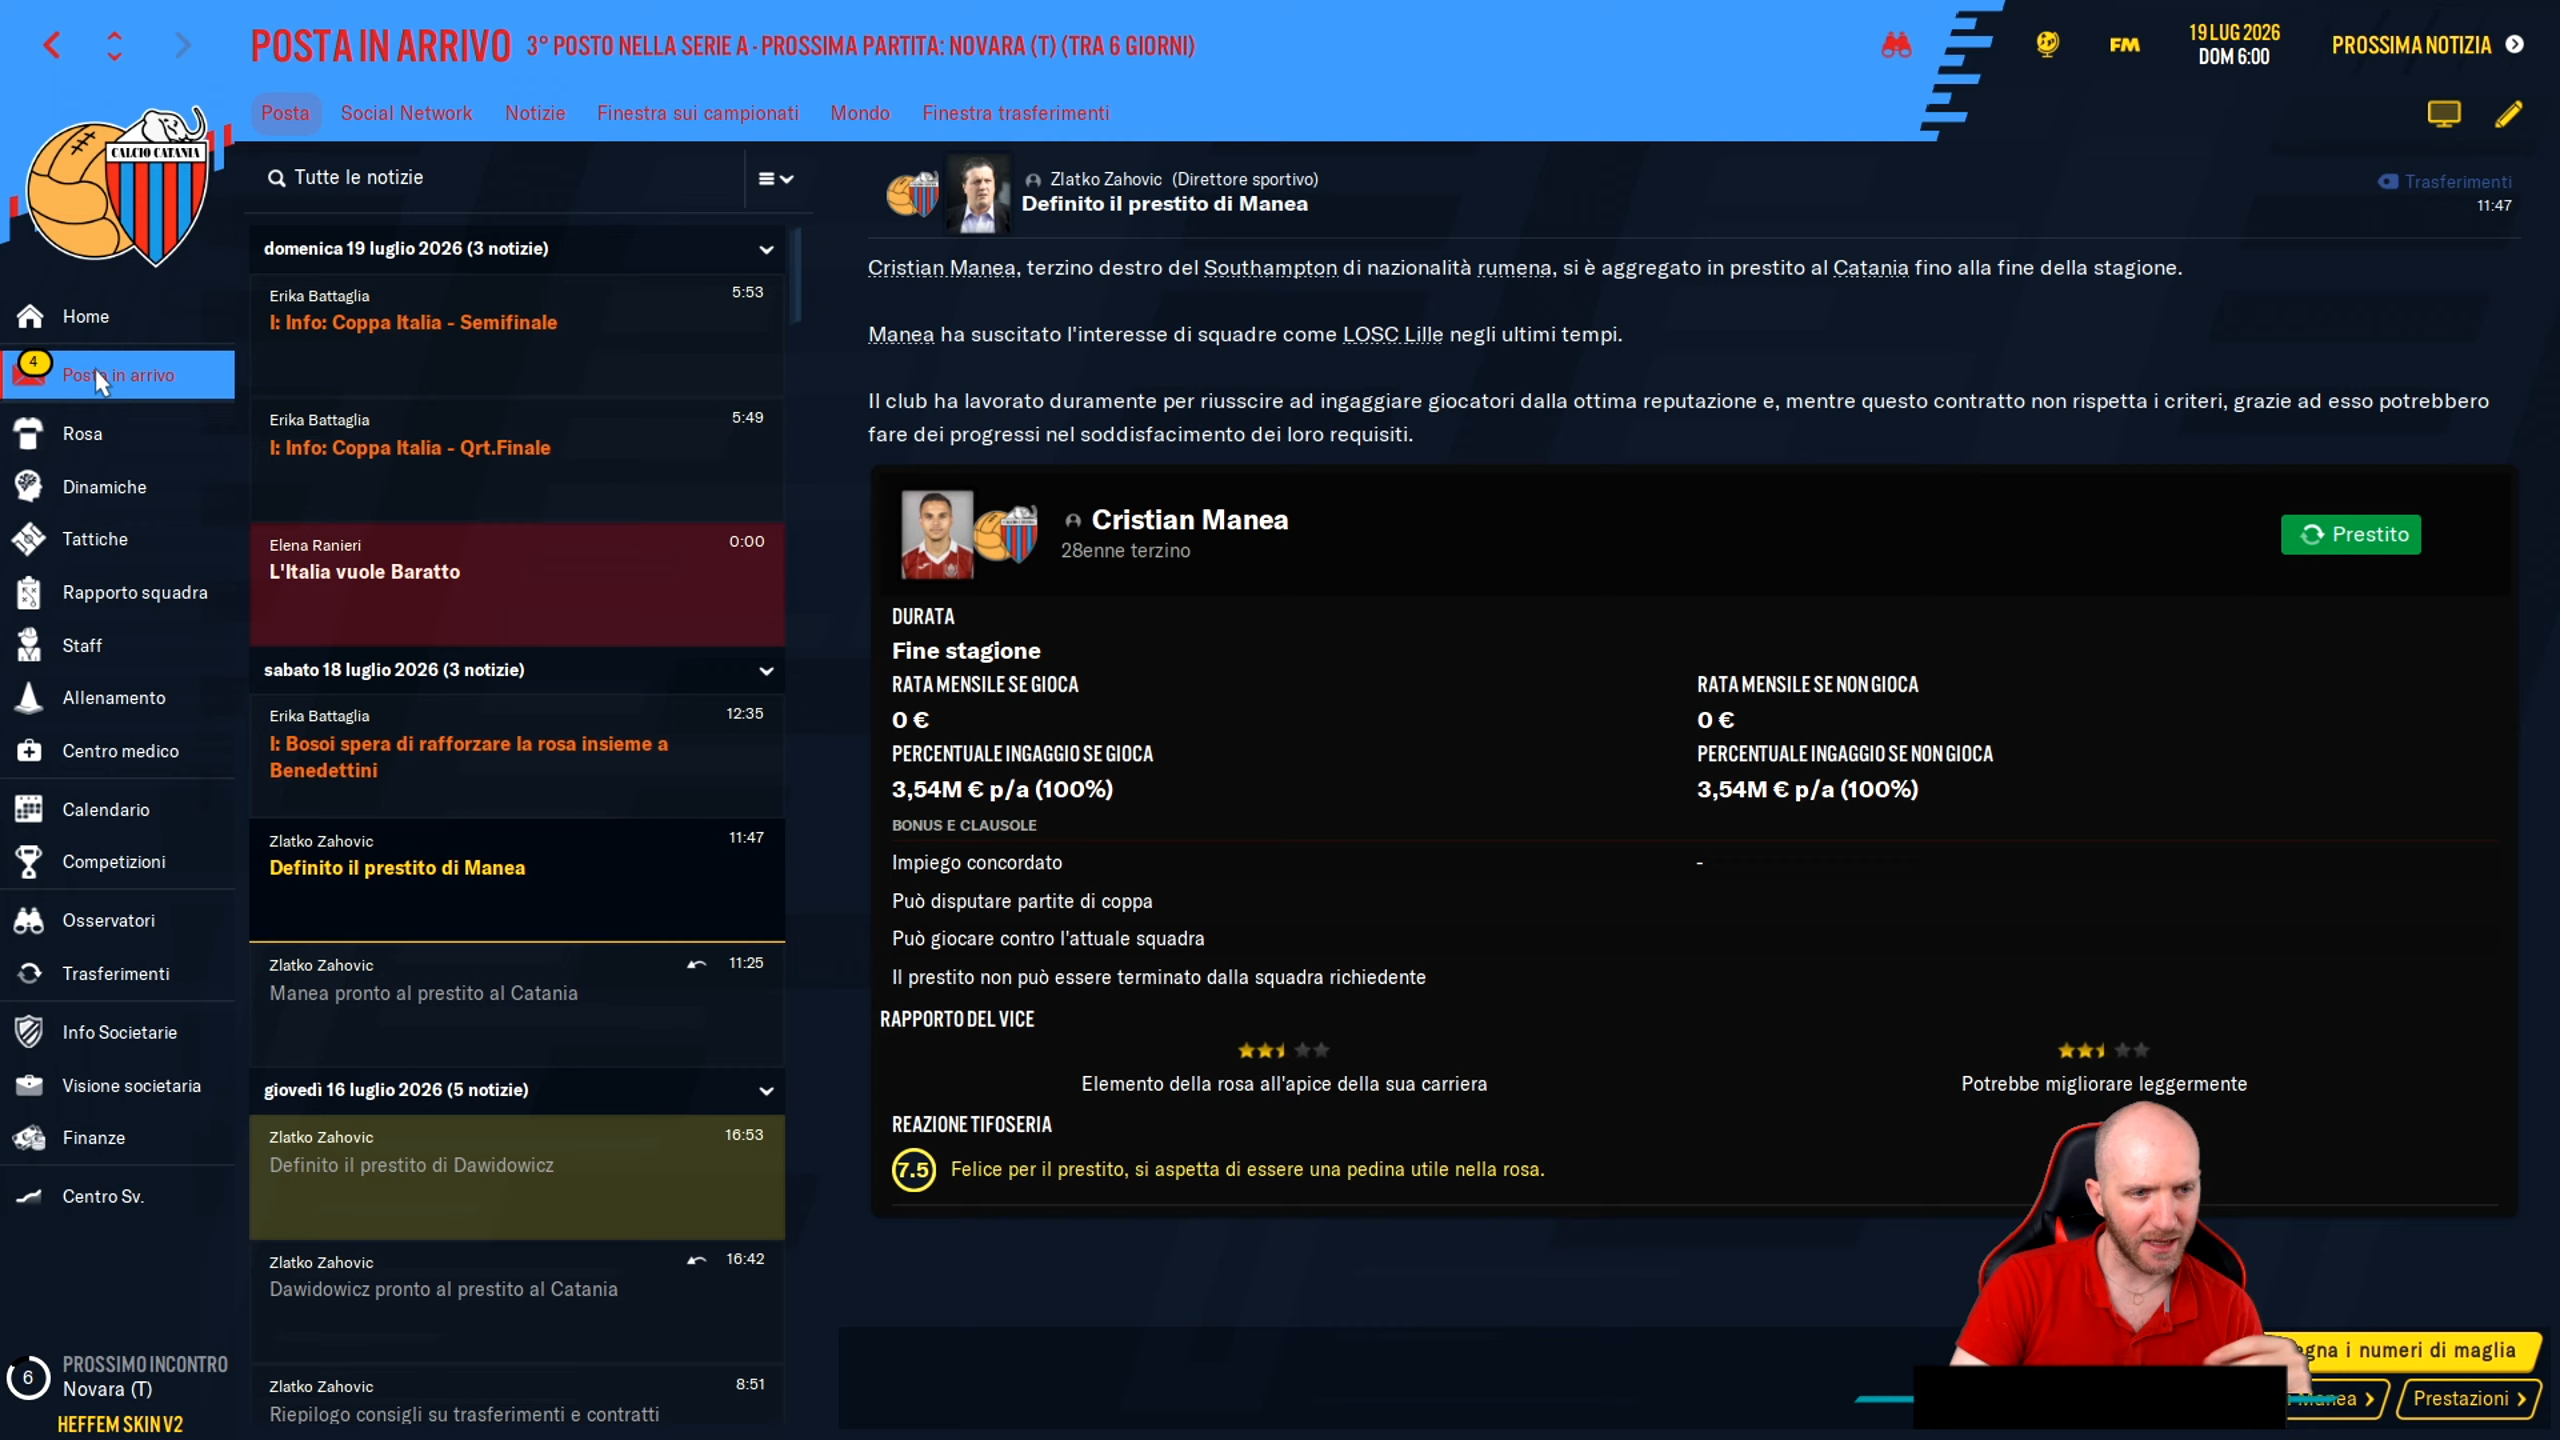 POSTA IN ARRIVO
3° POSTO NELLA SERIE A - PROSSIMA PARTITA: NOVARA (T) (TRA 6 GIORNI)
FM
19 LUG 2026
DOM 6:00
PROSSIMA NOTIZIA
Posta
Social Network
Notizie
Finestra sui campionati
Mondo
Finestra trasferimenti
CALCIO CATANIA
Home
4
Posta in arrivo
Rosa
Dinamiche
Tattiche
Rapporto squadra
Staff
Allenamento
Centro medico
Calendario
Competizioni
Osservatori
Trasferimenti
Info Societarie
Visione societaria
Finanze
Centro Sv.
6
PROSSIMO INCONTRO
Novara (T)
HEFFEM SKIN V2
Tutte le notizie
domenica 19 luglio 2026 (3 notizie)
Erika Battaglia
5:53
I: Info: Coppa Italia - Semifinale
Erika Battaglia
5:49
I: Info: Coppa Italia - Qrt.Finale
Elena Ranieri
0:00
L'Italia vuole Baratto
sabato 18 luglio 2026 (3 notizie)
Erika Battaglia
12:35
I: Bosoi spera di rafforzare la rosa insieme a
Benedettini
Zlatko Zahovic
11:47
Definito il prestito di Manea
Zlatko Zahovic
11:25
Manea pronto al prestito al Catania
giovedì 16 luglio 2026 (5 notizie)
Zlatko Zahovic
16:53
Definito il prestito di Dawidowicz
Zlatko Zahovic
16:42
Dawidowicz pronto al prestito al Catania
Zlatko Zahovic
8:51
Riepilogo consigli su trasferimenti e contratti
Zlatko Zahovic (Direttore sportivo)
Definito il prestito di Manea
Trasferimenti
11:47
Cristian Manea, terzino destro del Southampton di nazionalità rumena, si è aggregato in prestito al Catania fino alla fine della stagione.
Manea ha suscitato l'interesse di squadre come LOSC Lille negli ultimi tempi.
Il club ha lavorato duramente per riusscire ad ingaggiare giocatori dalla ottima reputazione e, mentre questo contratto non rispetta i criteri, grazie ad esso potrebbero
fare dei progressi nel soddisfacimento dei loro requisiti.
Cristian Manea
28enne terzino
Prestito
DURATA
Fine stagione
RATA MENSILE SE GIOCA
RATA MENSILE SE NON GIOCA
0 €
0 €
PERCENTUALE INGAGGIO SE GIOCA
PERCENTUALE INGAGGIO SE NON GIOCA
3,54M € p/a (100%)
3,54M € p/a (100%)
BONUS E CLAUSOLE
Impiego concordato
-
Può disputare partite di coppa
Può giocare contro l'attuale squadra
Il prestito non può essere terminato dalla squadra richiedente
RAPPORTO DEL VICE
Elemento della rosa all'apice della sua carriera
Potrebbe migliorare leggermente
REAZIONE TIFOSERIA
7.5
Felice per il prestito, si aspetta di essere una pedina utile nella rosa.
i numeri di maglia
Manea
Prestazioni